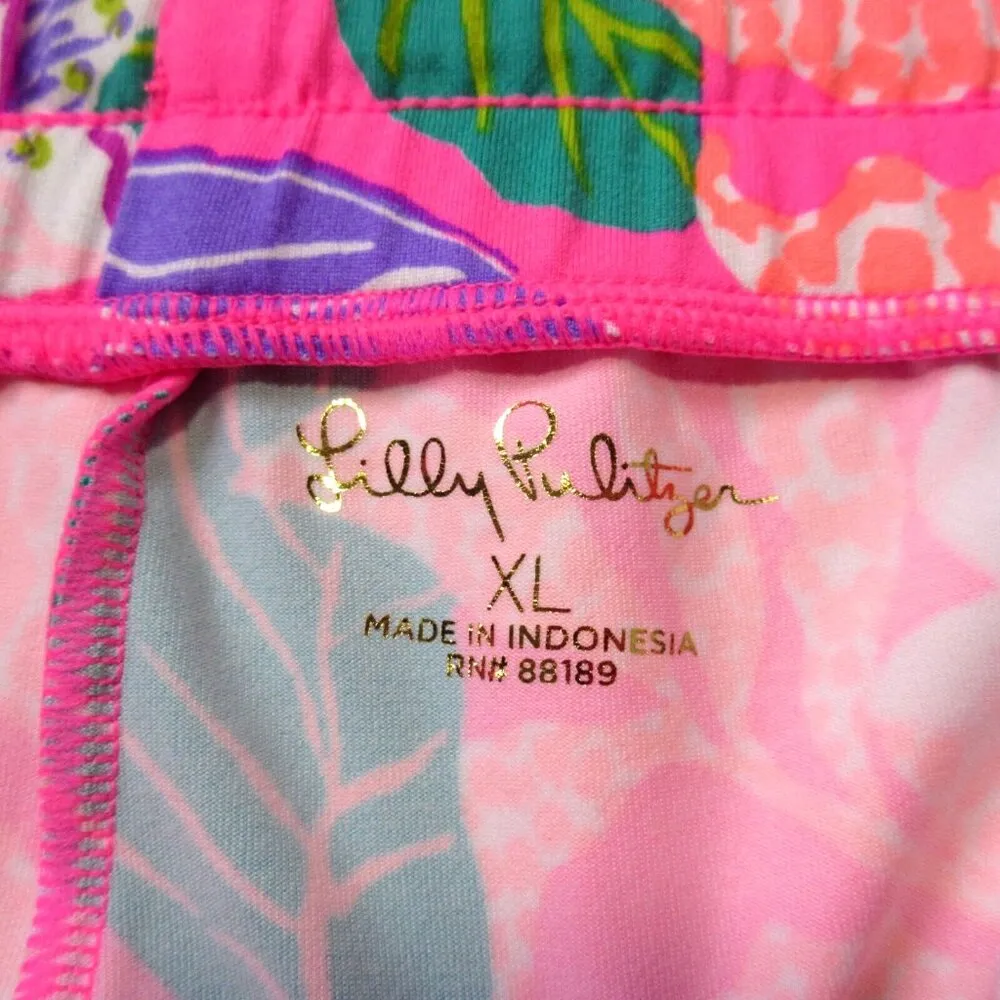 Lilly Pulitzer
XL
MADE IN INDONESIA
RN# 88189